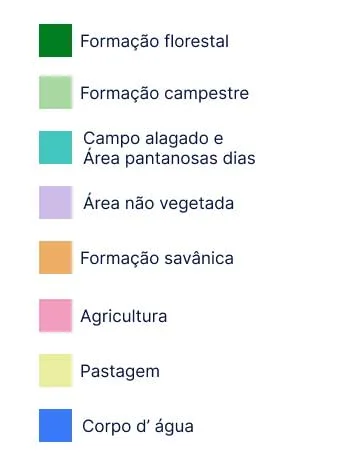 Formação florestal
Formação campestre
Campo alagado e
Área pantanosas dias
Área não vegetada
Formação savânica
Agricultura
Pastagem
Corpo d’ água